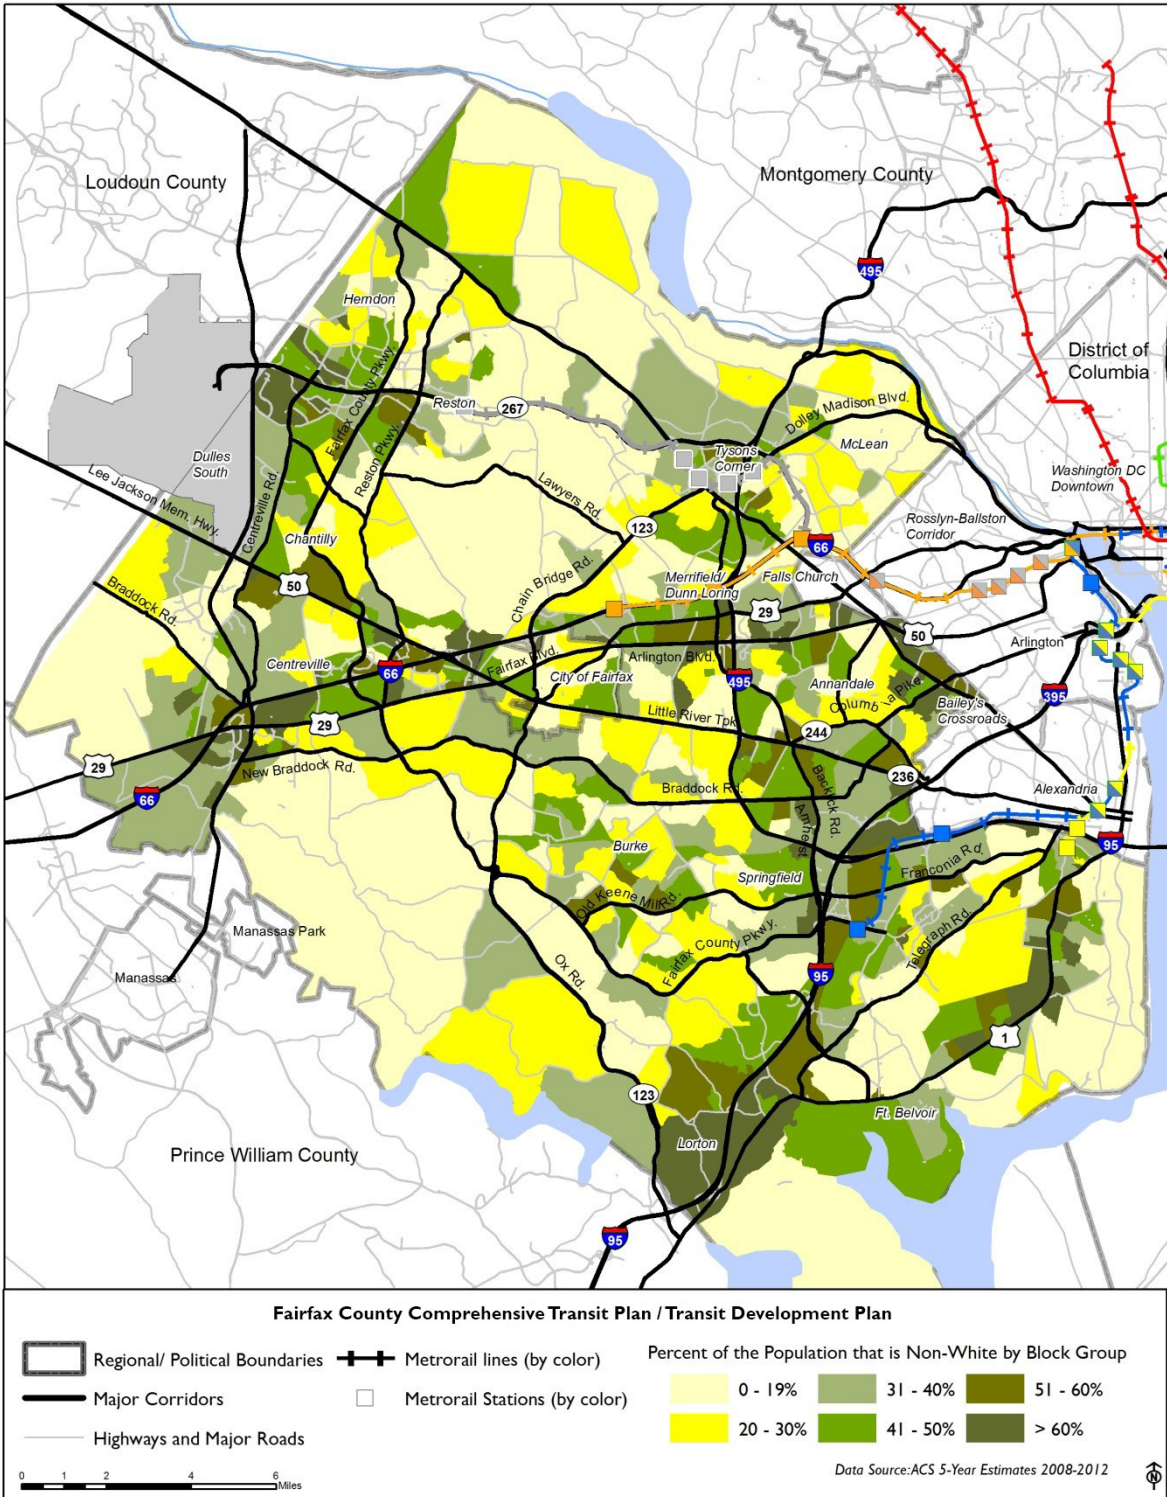 Loudoun County
Montgomery County
495
Herndon
District of
Columbia
Fairfax County Pkwy.
Reston
267
Dolley Madison Blvd.
McLean
Reston Pkwy.
Tysons
Corner
Dulles
South
Lee Jackson Mem. Hwy.
Centreville Rd.
Lawyers Rd.
Washington DC
Downtown
Rosslyn-Ballston
Corridor
Chantilly
123
66
50
Chain Bridge Rd.
Merrifield/
Dunn Loring
Falls Church
Braddock Rd.
29
50
Arlington
Centreville
66
Fairfax Blvd.
City of Fairfax
Arlington Blvd.
495
Annandale
Columbia Pike
395
Bailey's
Crossroads
29
Little River Tpk.
244
29
New Braddock Rd.
Braddock Rd.
Backlick Rd.
236
66
Amherst
Alexandria
95
Burke
Springfield
Franconia Rd.
Old Keene Mill Rd.
Manassas Park
Fairfax County Pkwy.
Telegraph Rd.
Manassas
Ox Rd.
95
1
123
Ft. Belvoir
Lorton
Prince William County
95
Fairfax County Comprehensive Transit Plan / Transit Development Plan
Regional/ Political Boundaries
Metrorail lines (by color)
Percent of the Population that is Non-White by Block Group
Major Corridors
Metrorail Stations (by color)
0 - 19%
31 - 40%
51 - 60%
20 - 30%
41 - 50%
> 60%
Highways and Major Roads
Data Source:ACS 5-Year Estimates 2008-2012
0 1 2 4 6
Miles
N